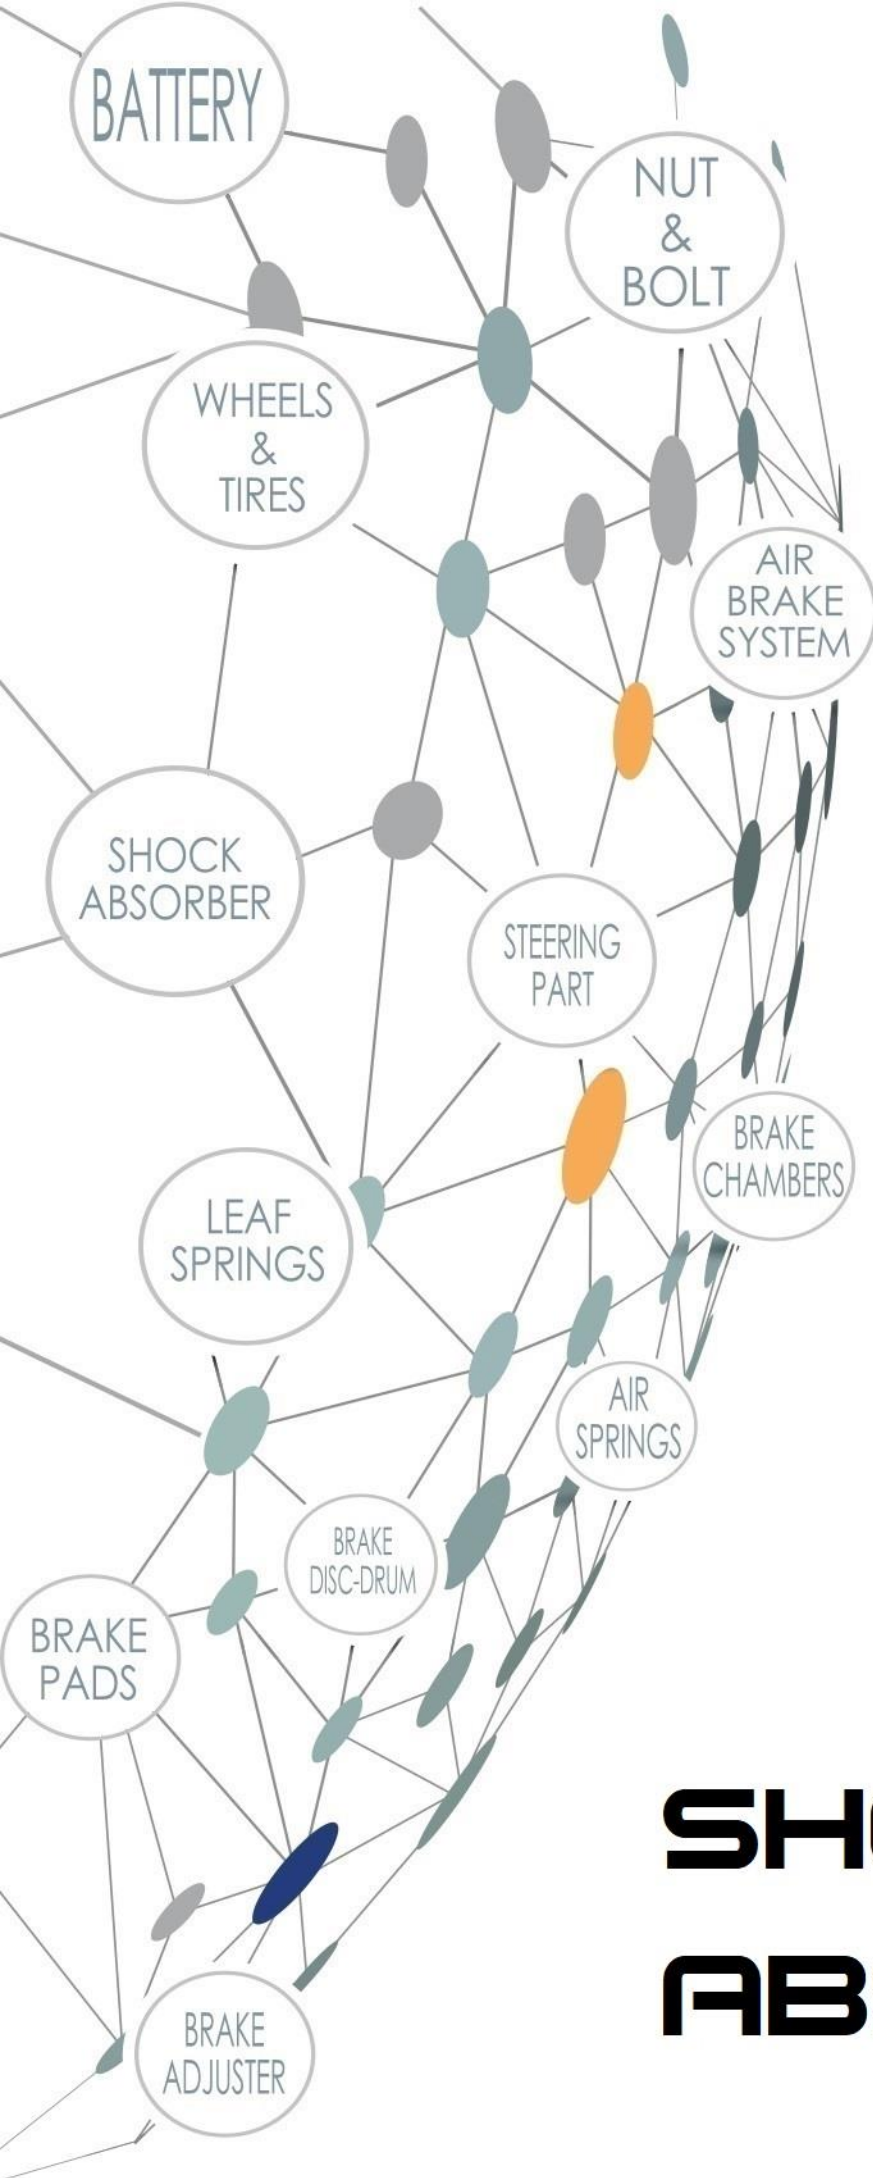 BATTERY
NUT
&
BOLT
WHEELS
&
TIRES
AIR
BRAKE
SYSTEM
SHOCK
ABSORBER
STEERING
PART
BRAKE
CHAMBERS
LEAF
SPRINGS
AIR
SPRINGS
BRAKE
DISC-DRUM
BRAKE
PADS
BRAKE
ADJUSTER